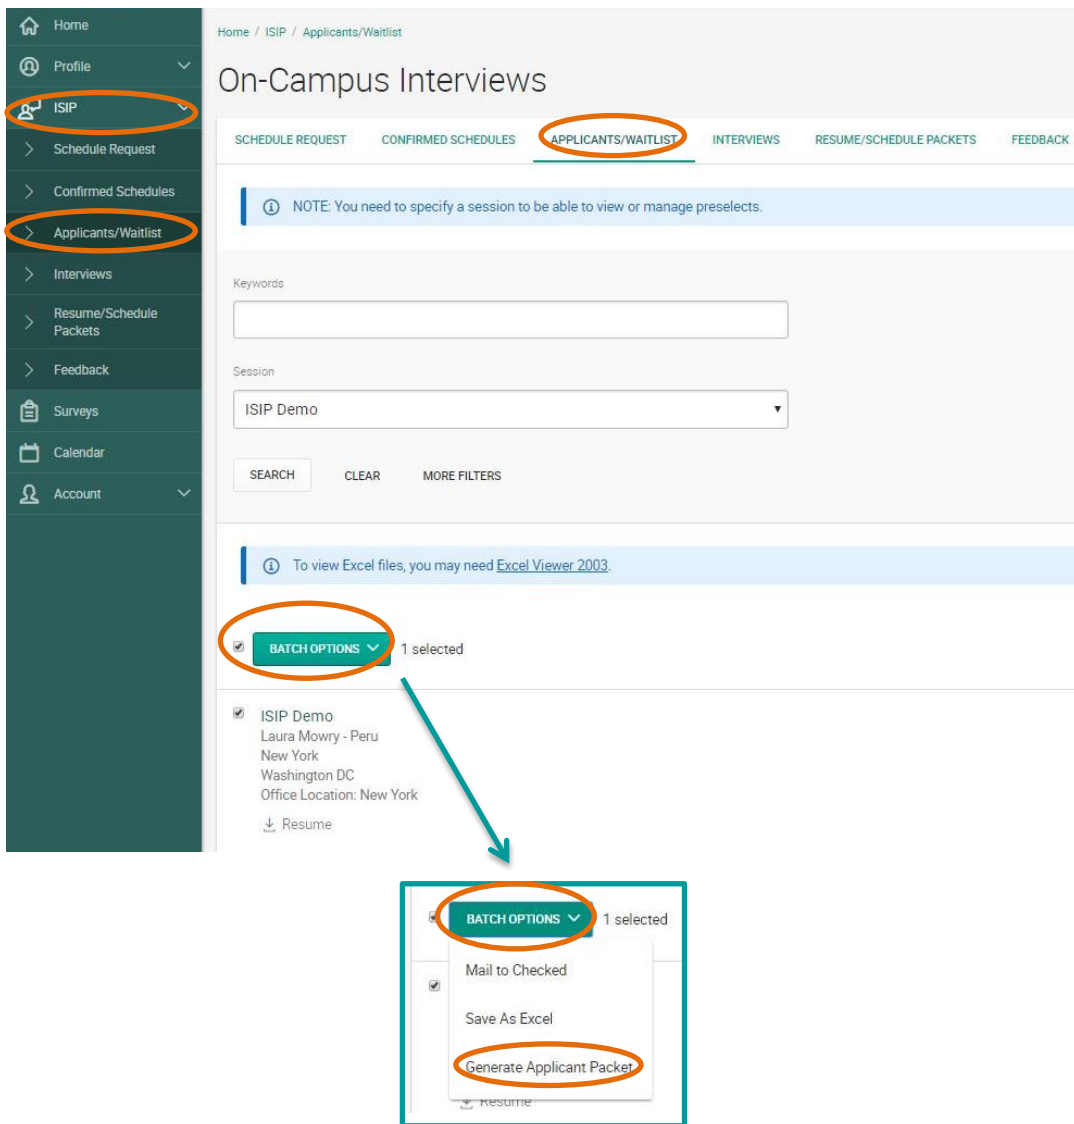 Home
Profile
ISIP
Schedule Request
Confirmed Schedules
Applicants/Waitlist
Interviews
Resume/Schedule
Packets
Feedback
Surveys
Calendar
Account
Home / ISIP / Applicants/Waitlist
On-Campus Interviews
SCHEDULE REQUEST CONFIRMED SCHEDULES APPLICANTS/WAITLIST INTERVIEWS RESUME/SCHEDULE PACKETS FEEDBACK
NOTE: You need to specify a session to be able to view or manage preselects.
Keywords
Session
ISIP Demo
SEARCH CLEAR MORE FILTERS
To view Excel files, you may need Excel Viewer 2003.
BATCH OPTIONS 1 selected
ISIP Demo
Laura Mowry - Peru
New York
Washington DC
Office Location: New York
Resume
BATCH OPTIONS 1 selected
Mail to Checked
Save As Excel
Generate Applicant Packet
Resume